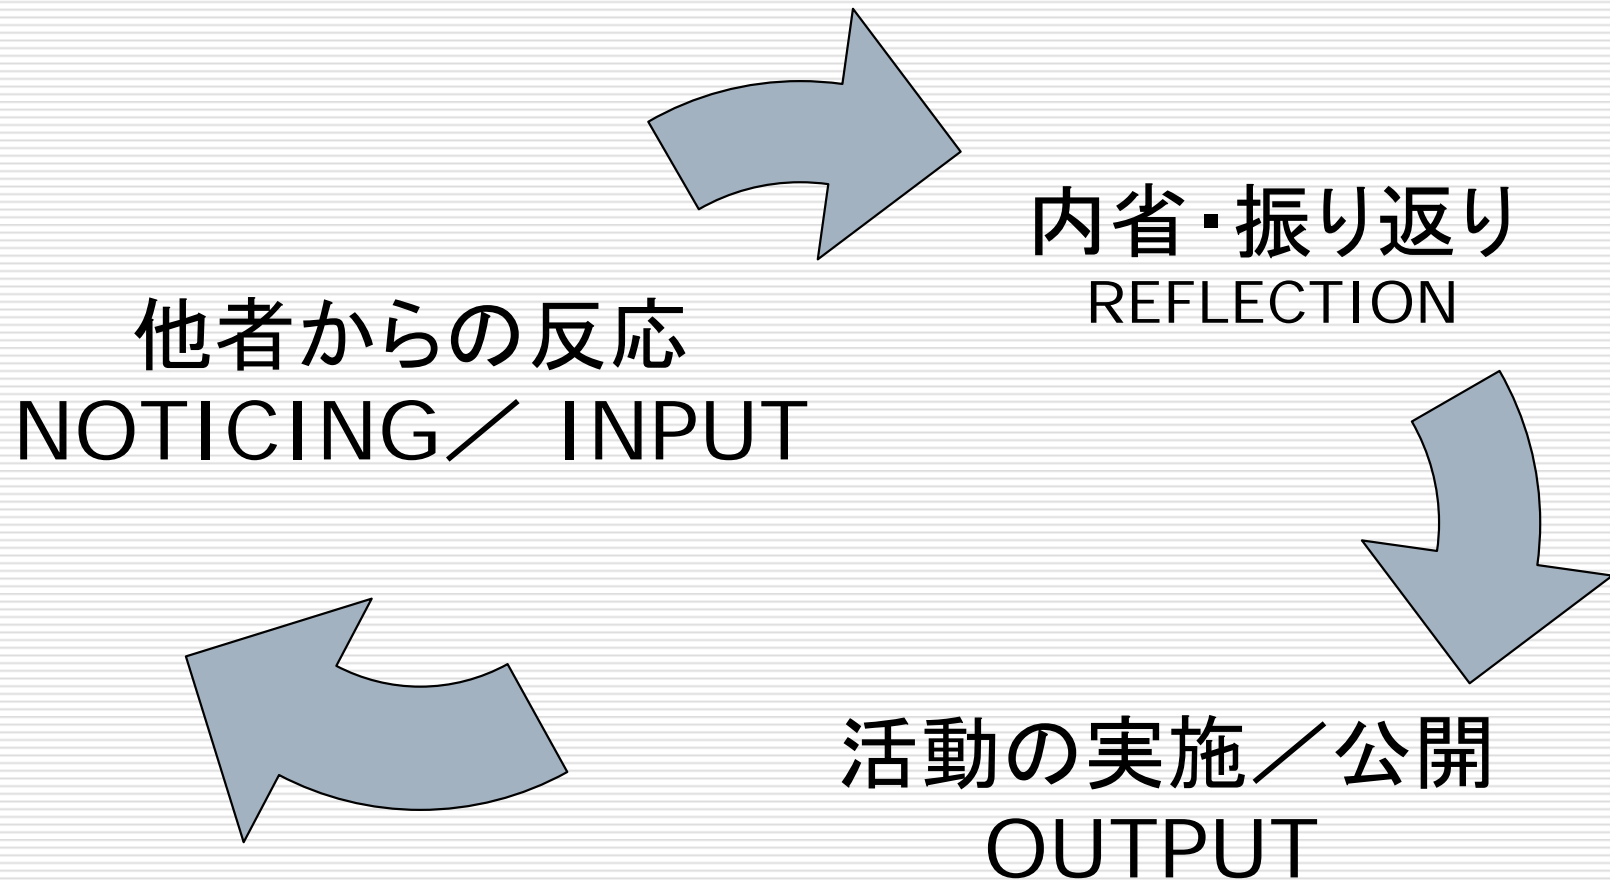 内省・振り返り
REFLECTION
他者からの反応
NOTICING／ INPUT
活動の実施／公開
OUTPUT